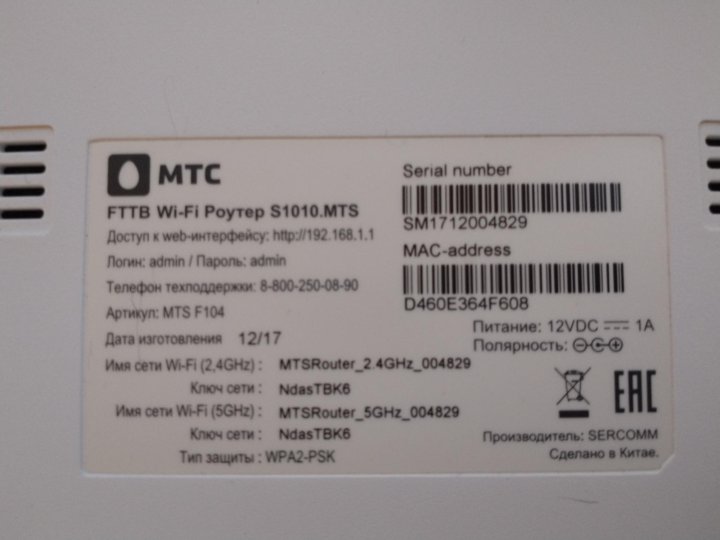 МТС
FTTB Wi-Fi Роутер S1010.MTS
Доступ к web-интерфейсу: http://192.168.1.1
Логин: admin / Пароль: admin
Телефон техподдержки: 8-800-250-08-90
Артикул: MTS F104
Дата изготовления 12/17
Имя сети Wi-Fi (2,4GHz) : MTSRouter_2.4GHz_004829
Ключ сети : NdasTBK6
Имя сети Wi-Fi (5GHz) : MTSRouter_5GHz_004829
Ключ сети : NdasTBK6
Тип защиты : WPA2-PSK
Serial number
SM1712004829
MAC-address
D460E364F608
Питание: 12VDC 1A
Полярность:
EAC
Производитель: SERCOMM
Сделано в Китае.